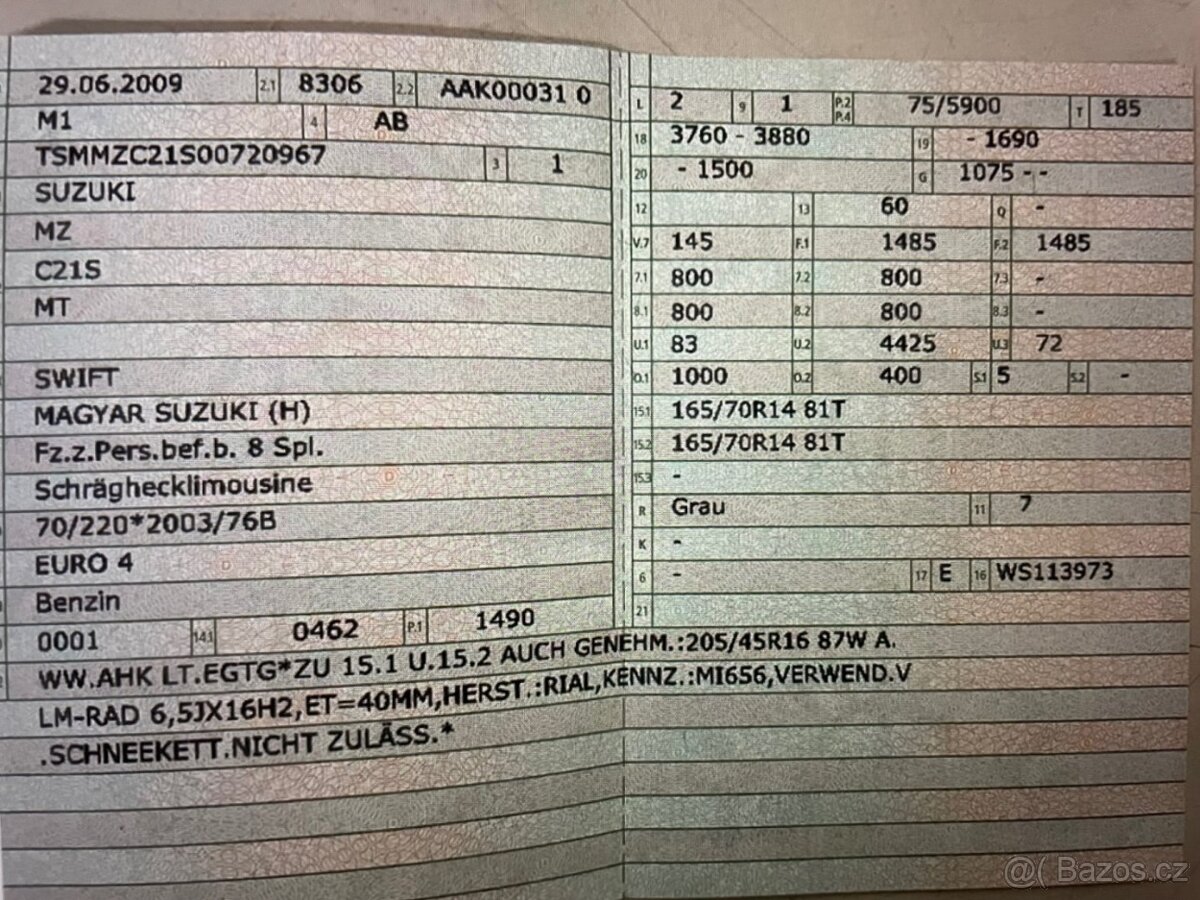 29.06.2009 2.1 8306 2.2 AAK00031 0
M1 4 AB
TSMMZC21S00720967 3 1
SUZUKI
MZ
C21S
MT
SWIFT
MAGYAR SUZUKI (H)
Fz.z.Pers.bef.b. 8 Spl.
Schräghecklimousine
70/220*2003/76B
EURO 4
Benzin
0001 14.1 0462 P.1 1490
L 2 9 1 P.2 P.4 75/5900 T 185
18 3760 - 3880 19 - 1690
20 - 1500 G 1075 - -
12 13 60 Q -
V.7 145 F.1 1485 F.2 1485
7.1 800 7.2 800 7.3 -
8.1 800 8.2 800 8.3 -
U.1 83 U.2 4425 U.3 72
O.1 1000 O.2 400 S.1 5 S.2 -
15.1 165/70R14 81T
15.2 165/70R14 81T
15.3 -
R Grau 11 7
K -
6 - 17 E 16 WS113973
21
WW.AHK LT.EGTG*ZU 15.1 U.15.2 AUCH GENEHM.:205/45R16 87W A.
LM-RAD 6,5JX16H2,ET=40MM,HERST.:RIAL,KENNZ.:MI656,VERWEND.V
.SCHNEEKETT.NICHT ZULÄSS.*
@( Bazos.cz